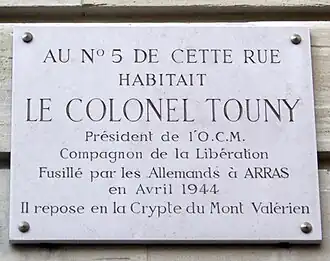 AU Nº 5 DE CETTE RUE
HABITAIT
LE COLONEL TOUNY
Président de l'O.C.M.
Compagnon de la Libération
Fusillé par les Allemands à ARRAS
en Avril 1944
Il repose en la Crypte du Mont Valérien